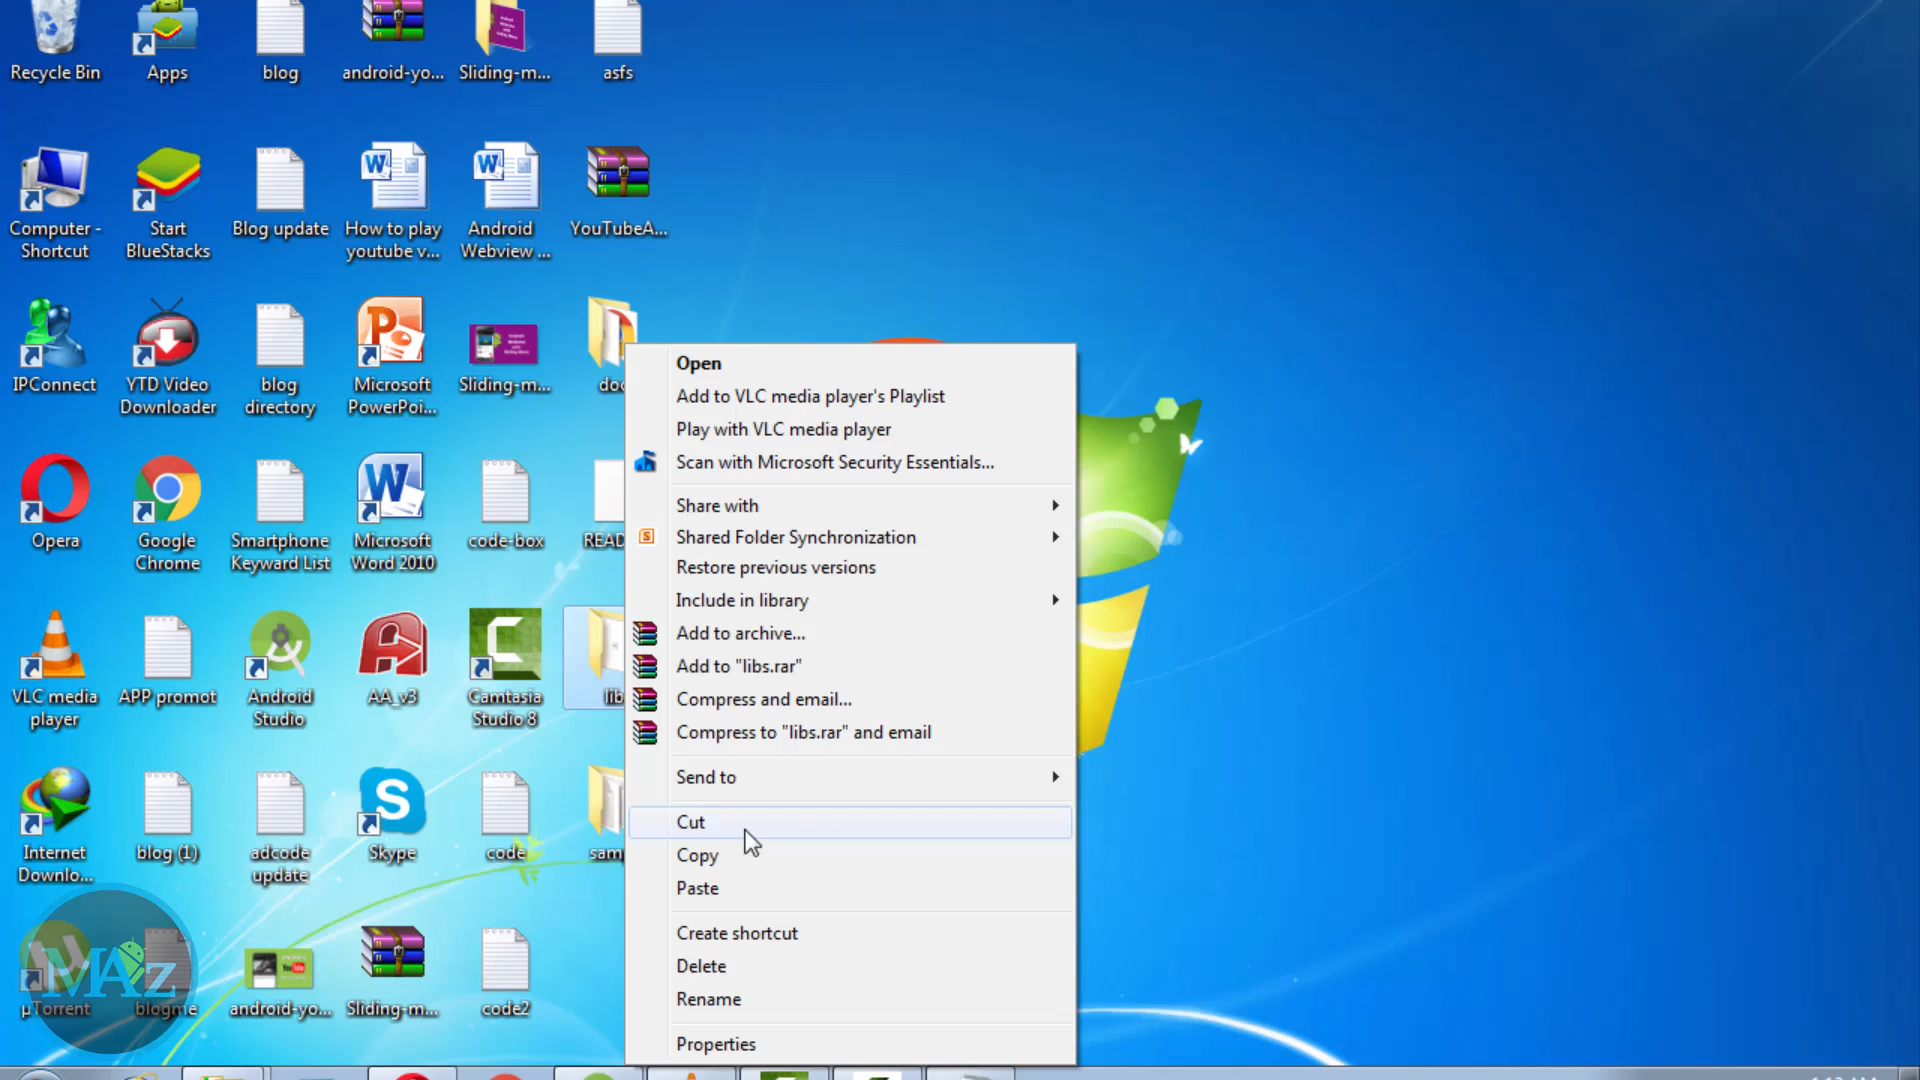 Recycle Bin
Apps
blog
android-yo...
Sliding-m...
asfs
Computer -
Shortcut
Start
BlueStacks
Blog update
How to play
youtube v...
Android
Webview ...
YouTubeA...
IPConnect
YTD Video
Downloader
blog
directory
Microsoft
PowerPoi...
Sliding-m...
Opera
Google
Chrome
Smartphone
Keyward List
Microsoft
Word 2010
code-box
READ
VLC media
player
APP promot
Android
Studio
AA_v3
Camtasia
Studio 8
lib
Internet
Downlo...
blog (1)
adcode
update
Skype
code
sam
µTorrent
blogme
android-yo...
Sliding-m...
code2
MAZ
Open
Add to VLC media player's Playlist
Play with VLC media player
Scan with Microsoft Security Essentials...
Share with
Shared Folder Synchronization
Restore previous versions
Include in library
Add to archive...
Add to "libs.rar"
Compress and email...
Compress to "libs.rar" and email
Send to
Cut
Copy
Paste
Create shortcut
Delete
Rename
Properties